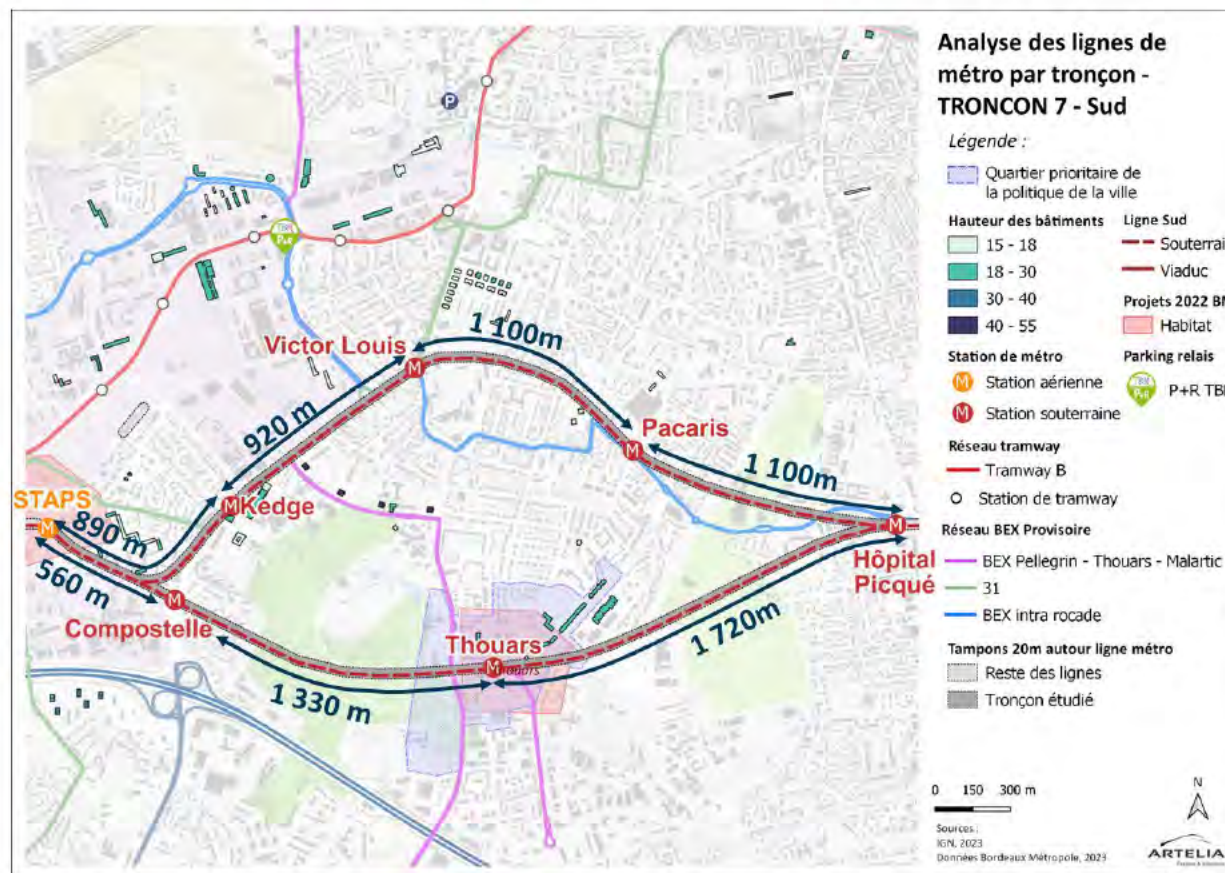 Analyse des lignes de
métro par tronçon -
TRONCON 7 - Sud
Légende :
Quartier prioritaire de
la politique de la ville
Hauteur des bâtiments
15 - 18
18 - 30
30 - 40
40 - 55
Ligne Sud
Souterrai
Viaduc
Projets 2022 BM
Habitat
Station de métro
Station aérienne
Station souterraine
Parking relais
P+R TBM
Réseau tramway
Tramway B
Station de tramway
Réseau BEX Provisoire
BEX Pellegrin - Thouars - Malartic
31
BEX intra rocade
Tampons 20m autour ligne métro
Reste des lignes
Tronçon étudié
0 150 300 m
N
Sources :
IGN, 2023
Données Bordeaux Métropole, 2023
ARTELIA
P
TBM
P+R
1 100m
Victor Louis
M
920 m
Pacaris
M
1 100m
STAPS
M
Kedge
M
890 m
560 m
Hôpital
Picqué
M
Compostelle
M
Thouars
M
1 720m
1 330 m